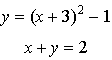 y = (x + 3)² − 1
x + y = 2